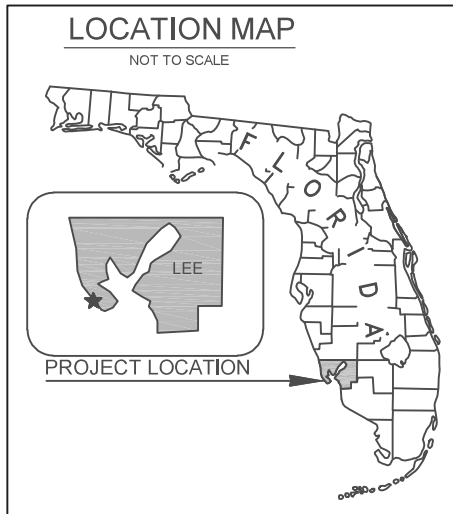 LOCATION MAP
NOT TO SCALE
FLORIDA
LEE
PROJECT LOCATION